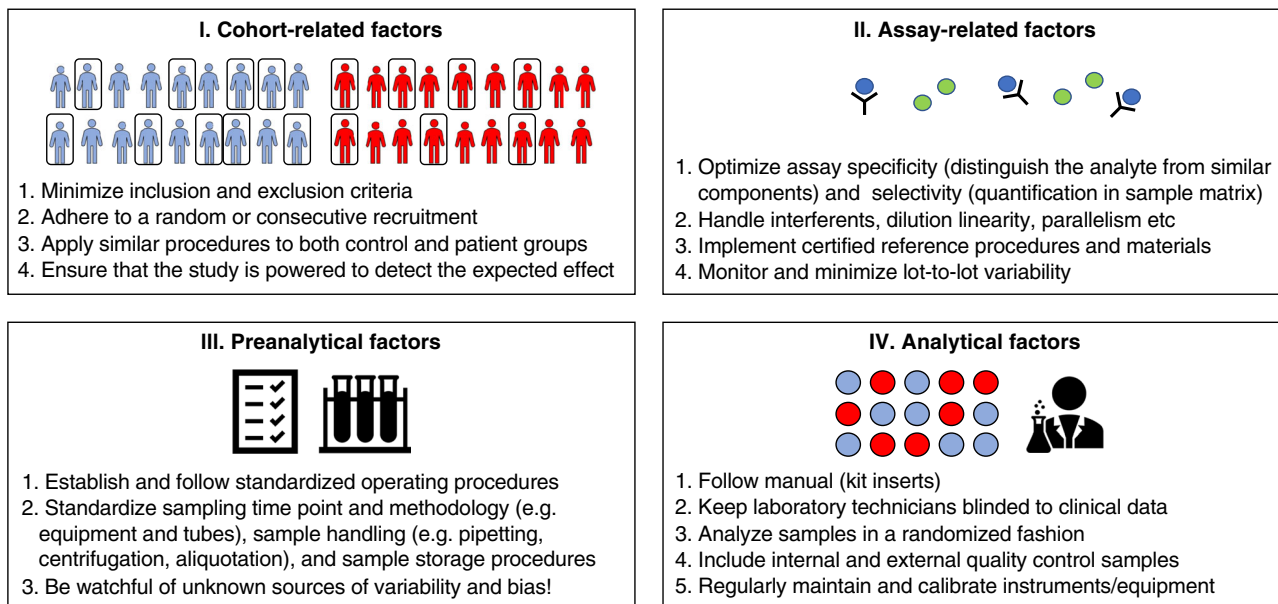 I. Cohort-related factors
1. Minimize inclusion and exclusion criteria
2. Adhere to a random or consecutive recruitment
3. Apply similar procedures to both control and patient groups
4. Ensure that the study is powered to detect the expected effect
II. Assay-related factors
1. Optimize assay specificity (distinguish the analyte from similar
components) and selectivity (quantification in sample matrix)
2. Handle interferents, dilution linearity, parallelism etc
3. Implement certified reference procedures and materials
4. Monitor and minimize lot-to-lot variability
III. Preanalytical factors
1. Establish and follow standardized operating procedures
2. Standardize sampling time point and methodology (e.g.
equipment and tubes), sample handling (e.g. pipetting,
centrifugation, aliquotation), and sample storage procedures
3. Be watchful of unknown sources of variability and bias!
IV. Analytical factors
1. Follow manual (kit inserts)
2. Keep laboratory technicians blinded to clinical data
3. Analyze samples in a randomized fashion
4. Include internal and external quality control samples
5. Regularly maintain and calibrate instruments/equipment